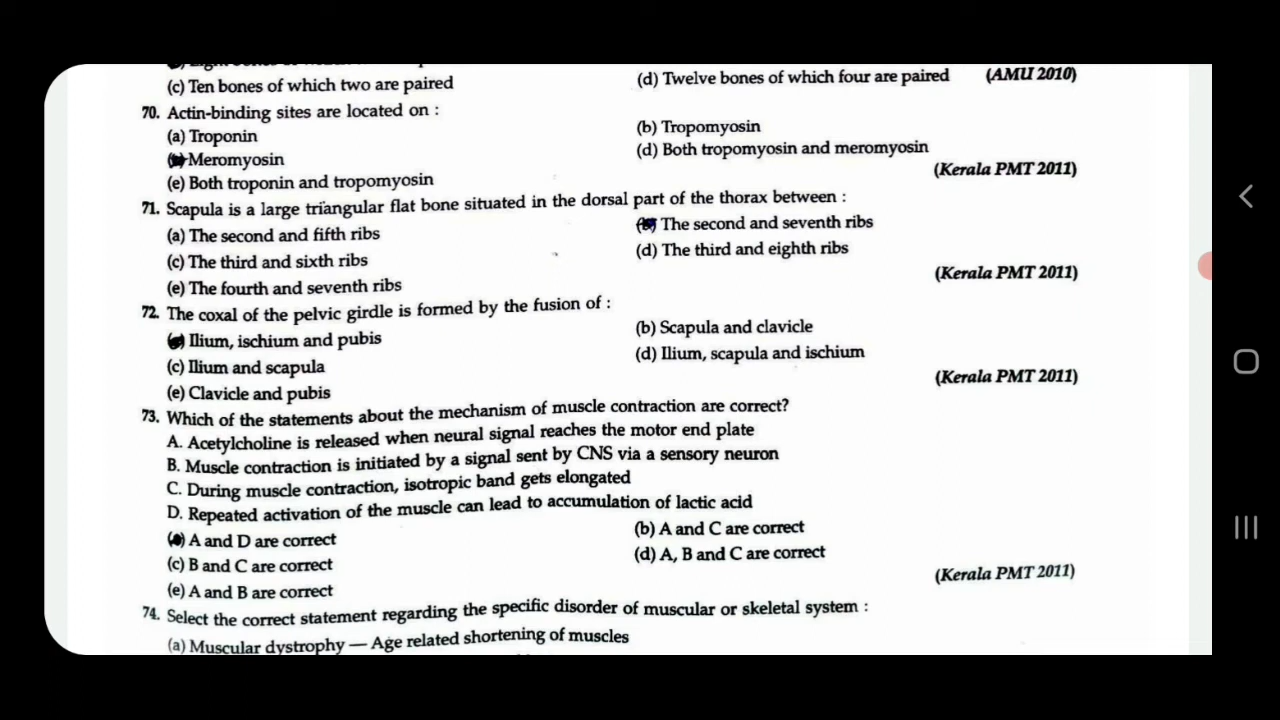 (c) Ten bones of which two are paired
(d) Twelve bones of which four are paired (AMU 2010)
70. Actin-binding sites are located on :
(a) Troponin
(b) Tropomyosin
Meromyosin
(d) Both tropomyosin and meromyosin
(e) Both troponin and tropomyosin
(Kerala PMT 2011)
71. Scapula is a large triangular flat bone situated in the dorsal part of the thorax between :
(a) The second and fifth ribs
(b) The second and seventh ribs
(c) The third and sixth ribs
(d) The third and eighth ribs
(e) The fourth and seventh ribs
(Kerala PMT 2011)
72. The coxal of the pelvic girdle is formed by the fusion of :
Ilium, ischium and pubis
(b) Scapula and clavicle
(c) Ilium and scapula
(d) Ilium, scapula and ischium
(e) Clavicle and pubis
(Kerala PMT 2011)
73. Which of the statements about the mechanism of muscle contraction are correct?
A. Acetylcholine is released when neural signal reaches the motor end plate
B. Muscle contraction is initiated by a signal sent by CNS via a sensory neuron
C. During muscle contraction, isotropic band gets elongated
D. Repeated activation of the muscle can lead to accumulation of lactic acid
(a) A and D are correct
(b) A and C are correct
(c) B and C are correct
(d) A, B and C are correct
(e) A and B are correct
(Kerala PMT 2011)
74. Select the correct statement regarding the specific disorder of muscular or skeletal system :
(a) Muscular dystrophy — Age related shortening of muscles